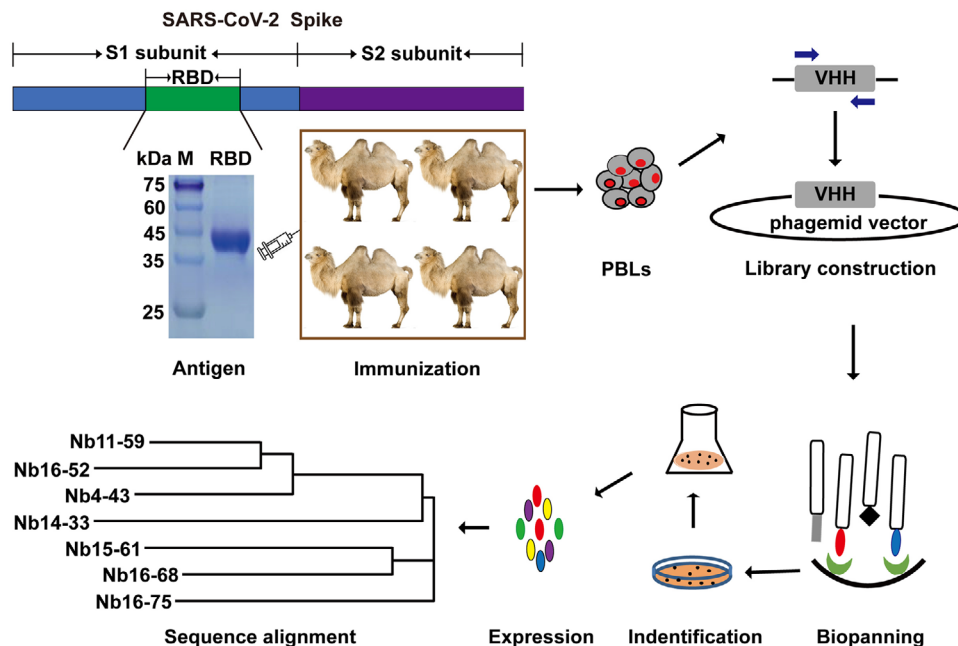 SARS-CoV-2 Spike
S1 subunit
S2 subunit
RBD
kDa M RBD
75
60
45
35
25
Antigen
Immunization
PBLs
VHH
VHH
phagemid vector
Library construction
Nb11-59
Nb16-52
Nb4-43
Nb14-33
Nb15-61
Nb16-68
Nb16-75
Sequence alignment
Expression
Indentification
Biopanning